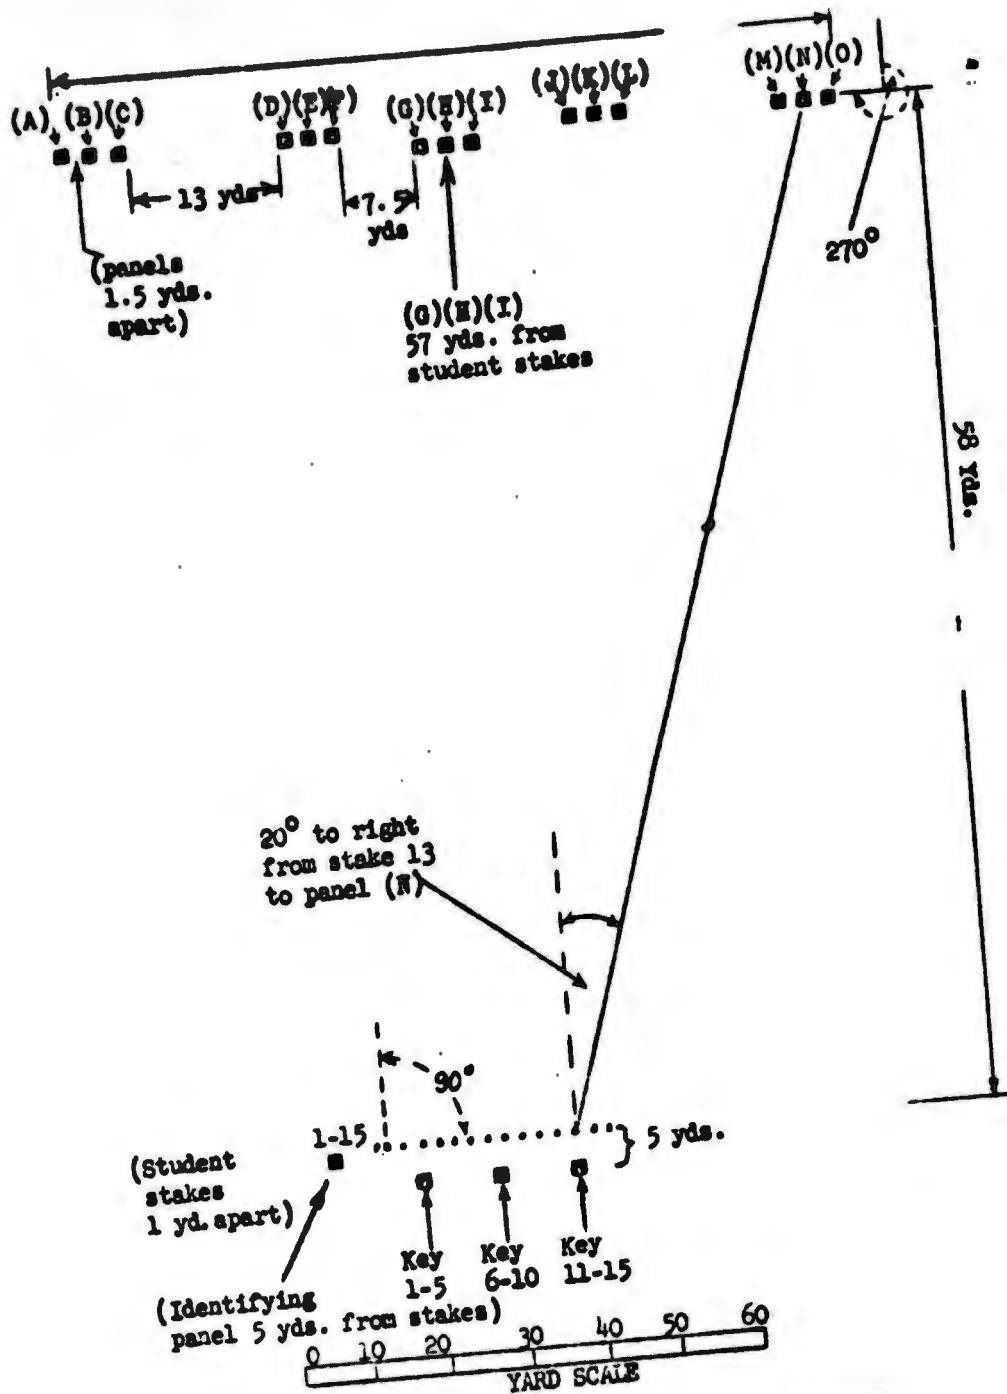 (A) (B)(C)
(D)(E)(F)
(G)(H)(I)
(J)(K)(L)
(M)(N)(O)
13 yds
7.5
yds
270°
(panels
1.5 yds.
apart)
(G)(H)(I)
57 yds. from
student stakes
58 Yds.
20° to right
from stake 13
to panel (N)
90°
1-15
5 yds.
(Student
stakes
1 yd. apart)
Key
1-5
Key
6-10
Key
11-15
(Identifying
panel 5 yds. from stakes)
0 10 20 30 40 50 60
YARD SCALE